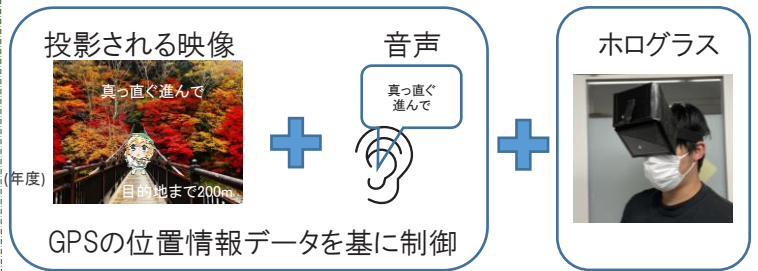 投影される映像
音声
ホログラス
真っ直ぐ進んで
真っ直ぐ
進んで
(年度)
目的地まで200m
GPSの位置情報データを基に制御